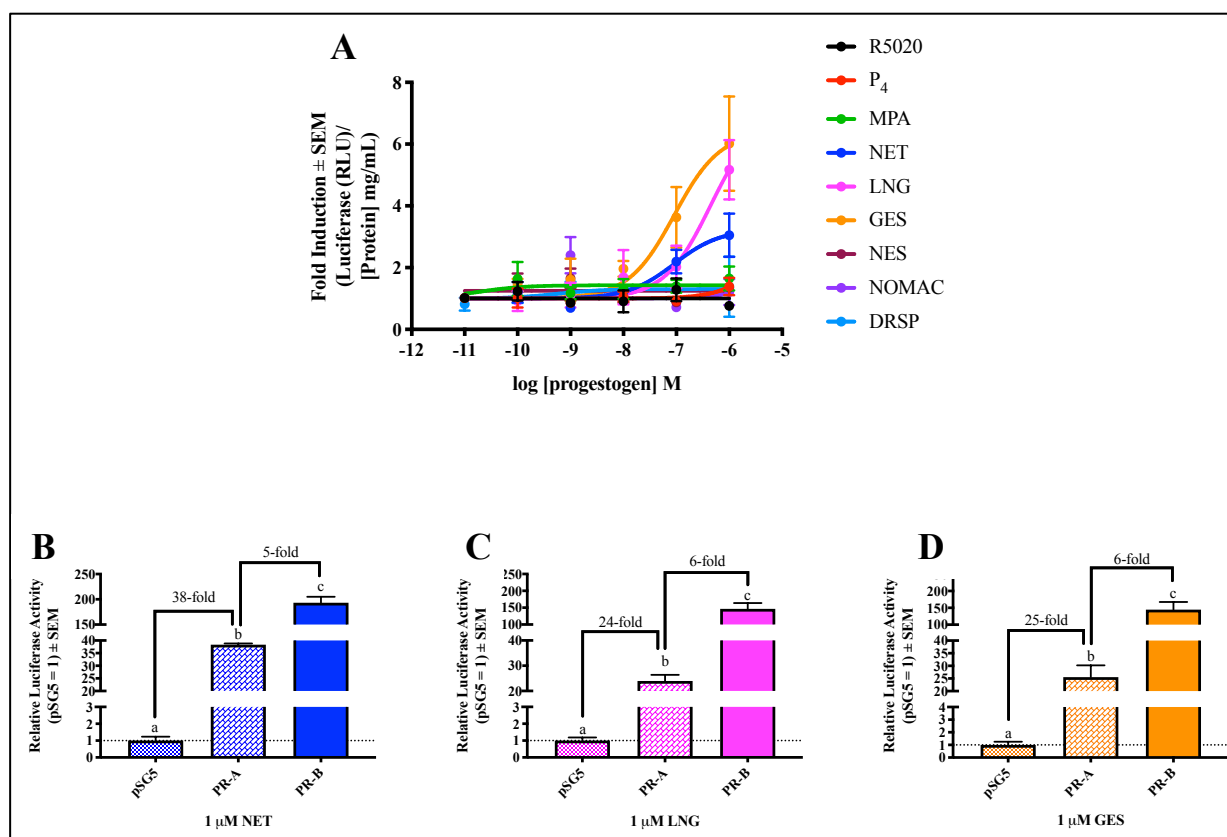 A
R5020
P4
MPA
NET
LNG
GES
NES
NOMAC
DRSP
Fold Induction ± SEM
(Luciferase (RLU)/
[Protein] mg/mL)
8
6
4
2
0
-12 -11 -10 -9 -8 -7 -6 -5
log [progestogen] M
B
5-fold
38-fold
Relative Luciferase Activity
(pSG5 = 1) ± SEM
250
200
150
100
50
40
35
30
25
20
3
2
1
0
a
b
c
pSG5 PR-A PR-B
1 µM NET
C
6-fold
24-fold
Relative Luciferase Activity
(pSG5 = 1) ± SEM
250
200
150
100
50
40
30
20
3
2
1
0
a
b
c
pSG5 PR-A PR-B
1 µM LNG
D
6-fold
25-fold
Relative Luciferase Activity
(pSG5 = 1) ± SEM
250
200
150
100
50
40
35
30
25
20
4
3
2
1
0
a
b
c
pSG5 PR-A PR-B
1 µM GES